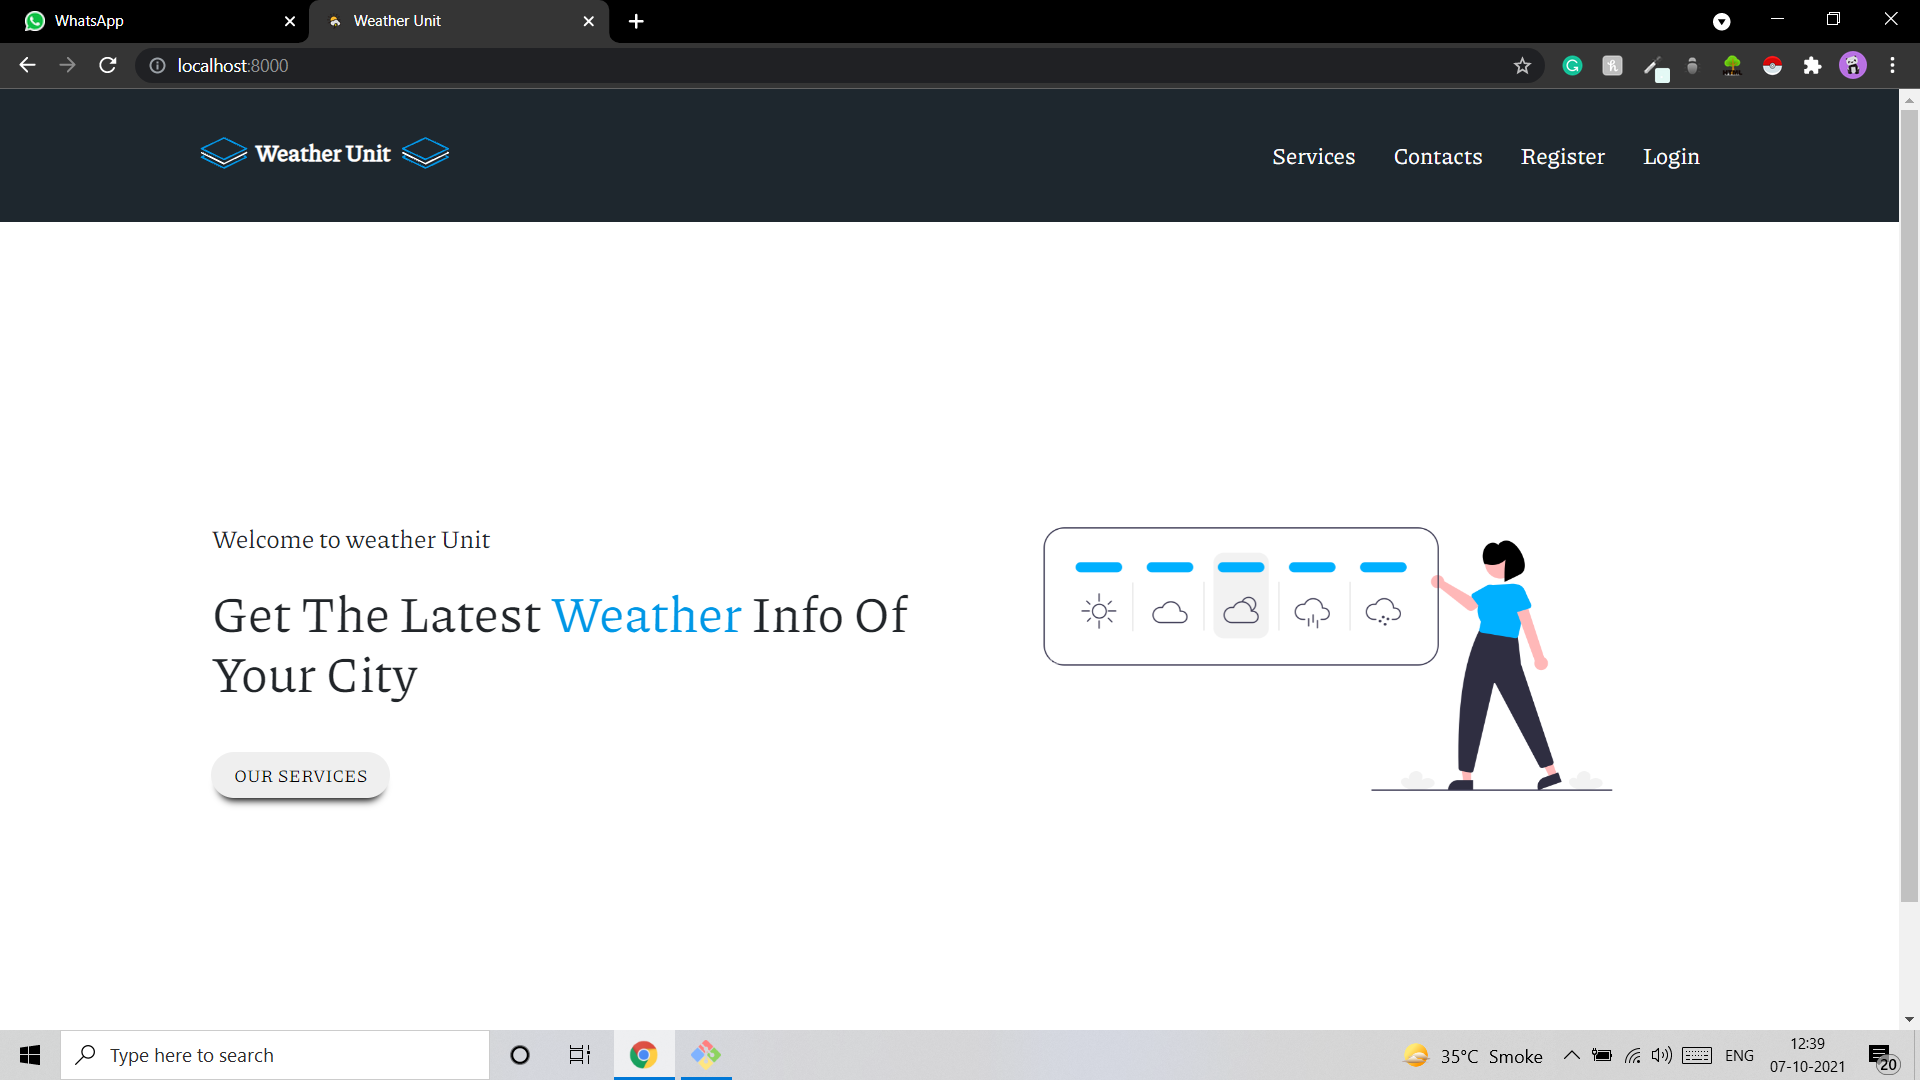 WhatsApp
Weather Unit
localhost:8000
Weather Unit
Services
Contacts
Register
Login
Welcome to weather Unit
Get The Latest Weather Info Of
Your City
OUR SERVICES
Type here to search
35°C Smoke
ENG
12:39
07-10-2021
20